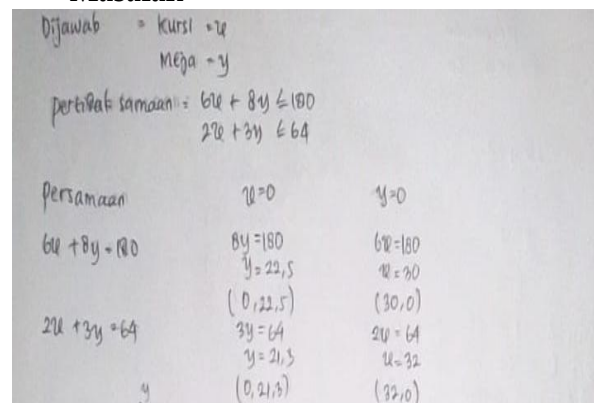 Dijawab = Kursi = x
Meja = y
pertidak samaan = 6x + 8y ≤ 180
2x + 3y ≤ 64
Persamaan x=0 y=0
6x + 8y = 180 8y = 180 6x = 180
y = 22,5 x = 30
(0,22,5) (30,0)
2x + 3y = 64 3y = 64 2x = 64
y = 21,3 x = 32
y (0,21,3) (32,0)